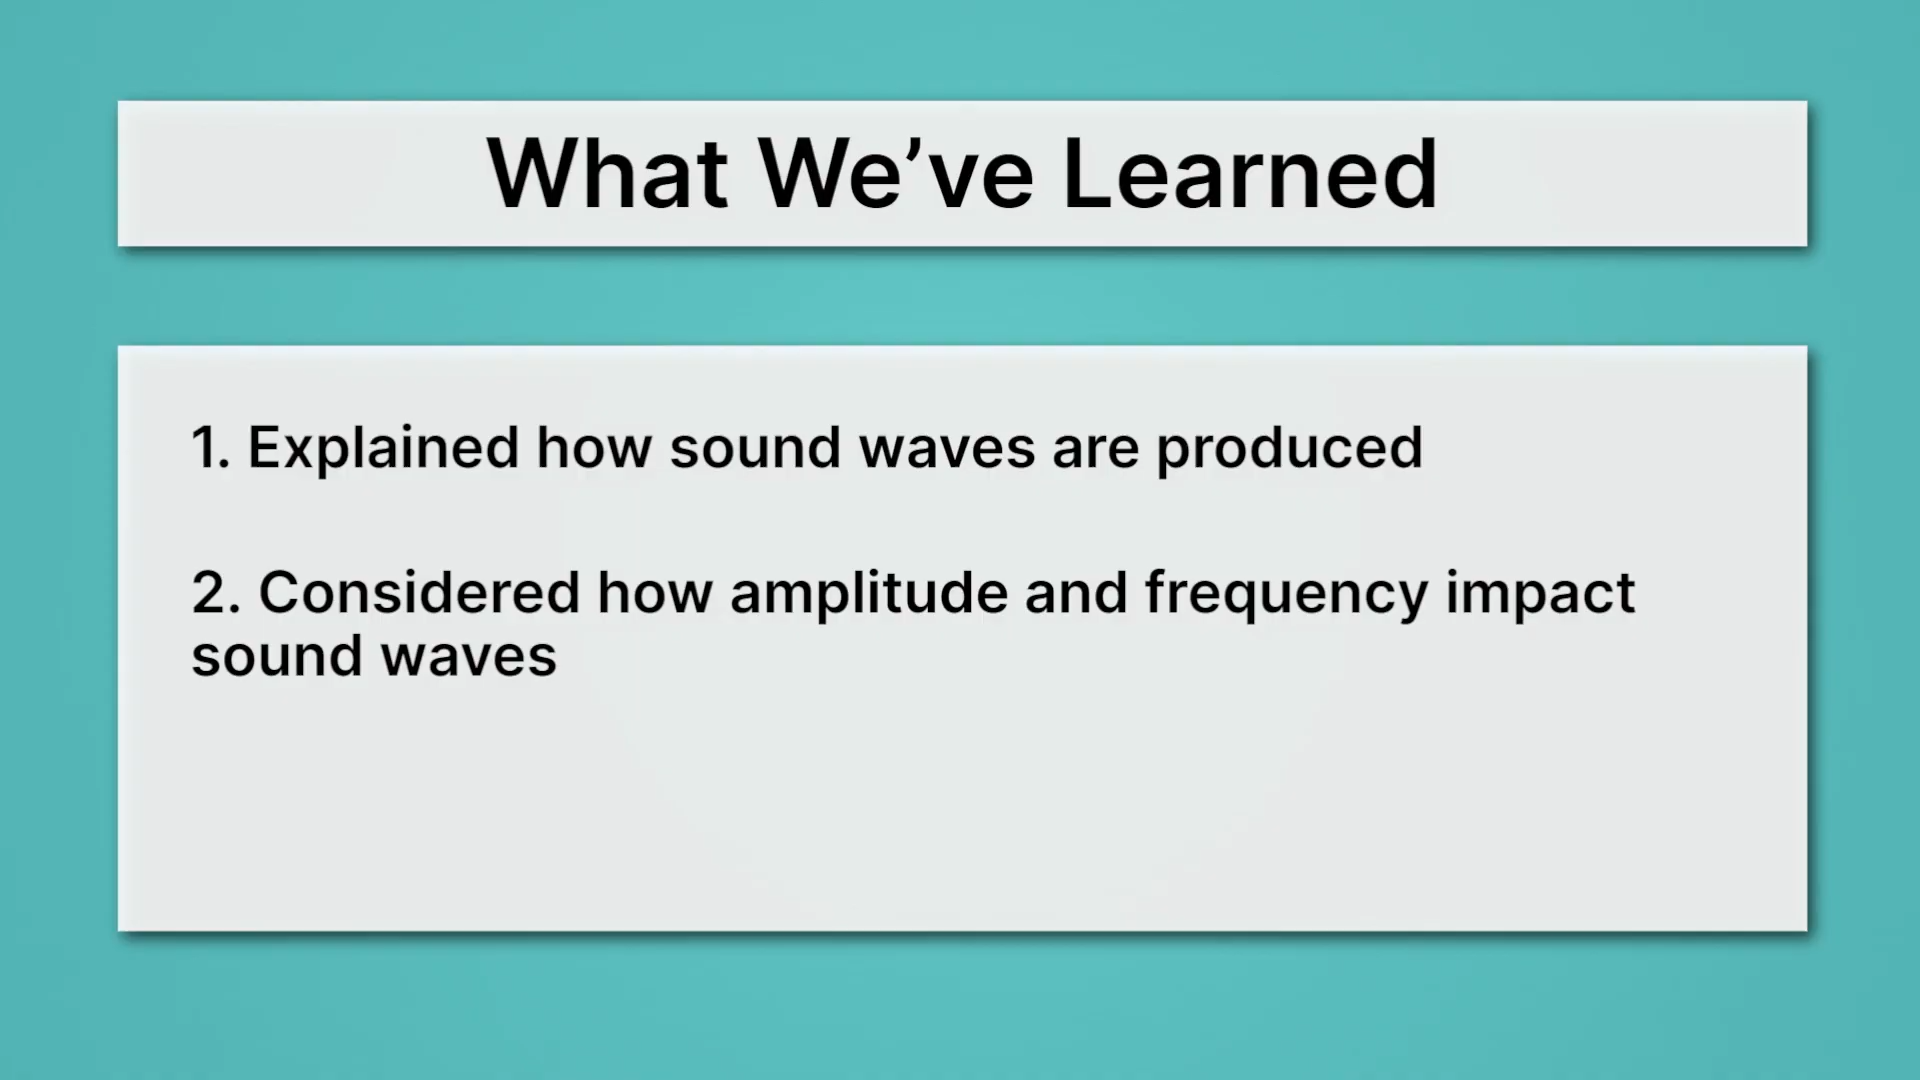 What We’ve Learned
1. Explained how sound waves are produced
2. Considered how amplitude and frequency impact
sound waves